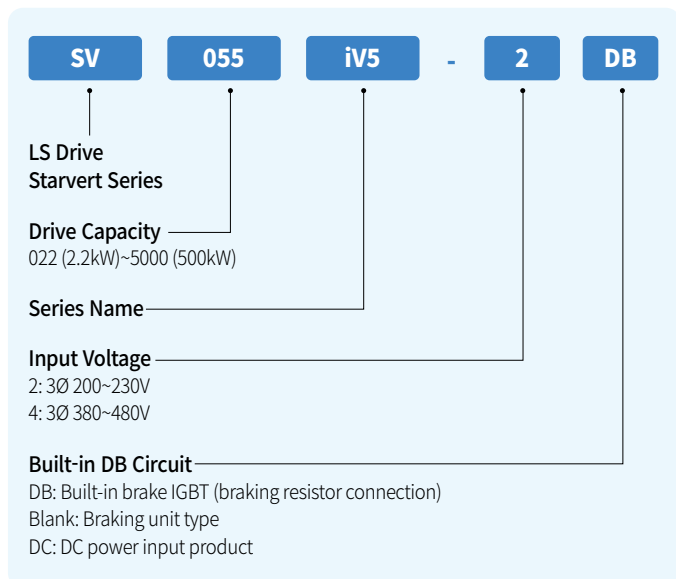 SV 055 iV5 - 2 DB
LS Drive
Starvert Series
Drive Capacity
022 (2.2kW)~5000 (500kW)
Series Name
Input Voltage
2: 3Ø 200~230V
4: 3Ø 380~480V
Built-in DB Circuit
DB: Built-in brake IGBT (braking resistor connection)
Blank: Braking unit type
DC: DC power input product